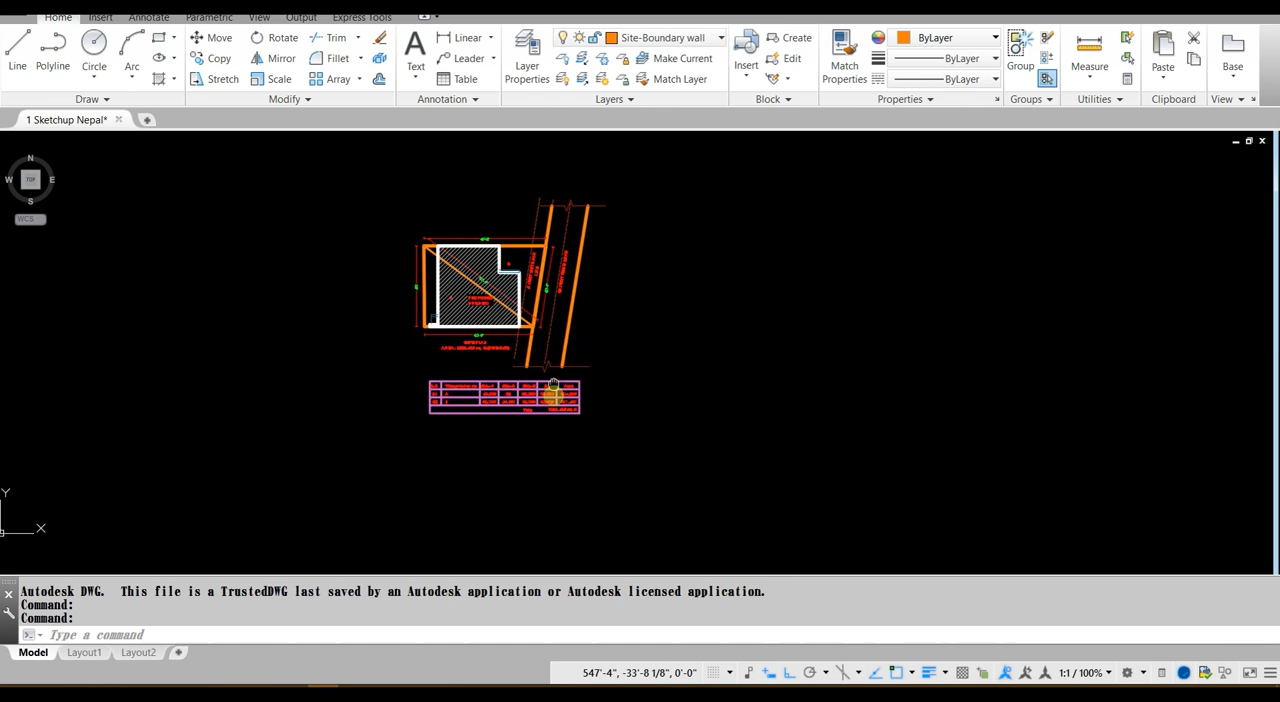 Home Insert Annotate Parametric View Output Express Tools
Line Polyline Circle Arc Move Rotate Trim Text Linear Layer Properties Site-Boundary wall Insert Create Match Properties ByLayer Group Measure Paste Base
Copy Mirror Fillet Leader Make Current Edit ByLayer
Stretch Scale Array Table Match Layer ByLayer
Draw Modify Annotation Layers Block Properties Groups Utilities Clipboard View
1 Sketchup Nepal*
N
W TOP E
S
WCS
Y
X
Autodesk DWG. This file is a TrustedDWG last saved by an Autodesk application or Autodesk licensed application.
Command:
Command:
Type a command
Model Layout1 Layout2
547'-4", -33'-8 1/8", 0'-0" 1:1 / 100%